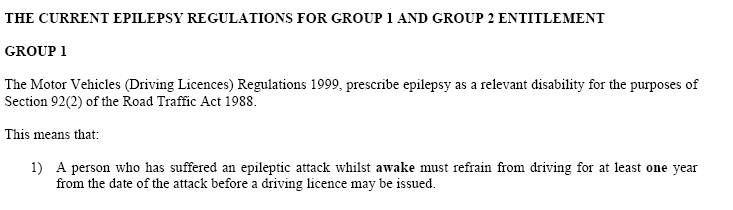 THE CURRENT EPILEPSY REGULATIONS FOR GROUP 1 AND GROUP 2 ENTITLEMENT
GROUP 1
The Motor Vehicles (Driving Licences) Regulations 1999, prescribe epilepsy as a relevant disability for the purposes of
Section 92(2) of the Road Traffic Act 1988.
This means that:
1) A person who has suffered an epileptic attack whilst awake must refrain from driving for at least one year
from the date of the attack before a driving licence may be issued.